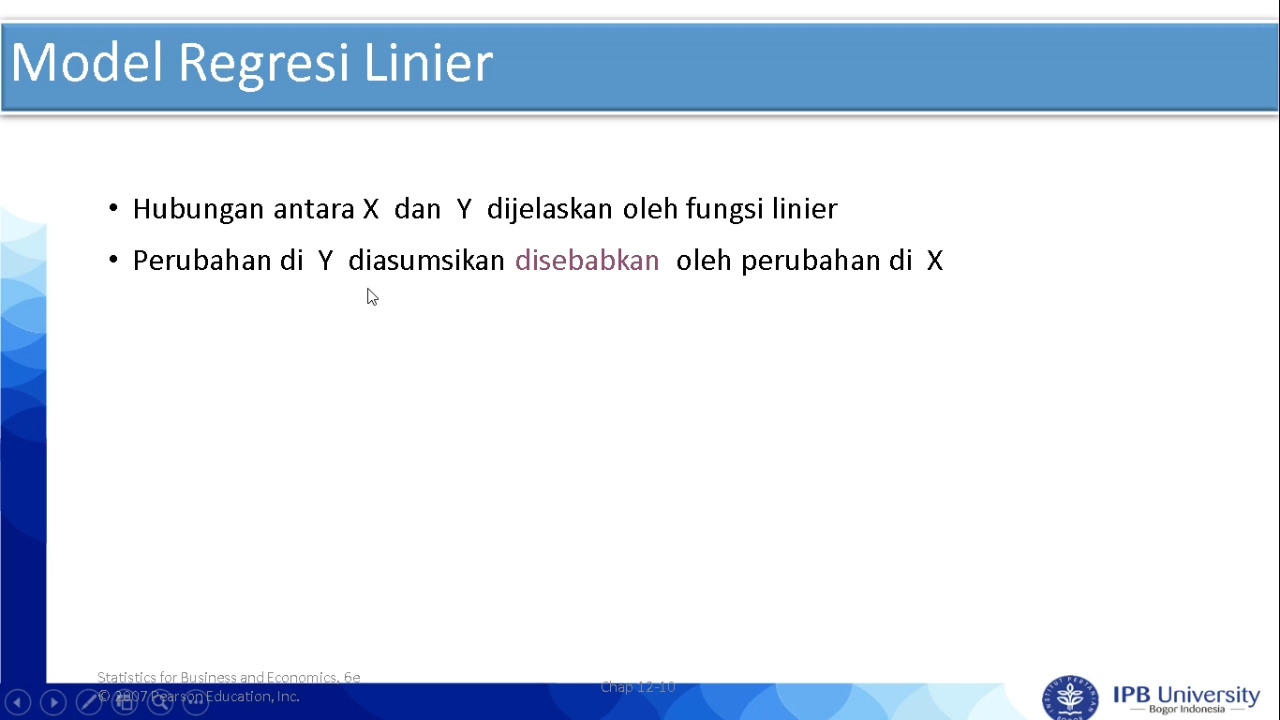 Model Regresi Linier
• Hubungan antara X dan Y dijelaskan oleh fungsi linier
• Perubahan di Y diasumsikan disebabkan oleh perubahan di X
Statistics for Business and Economics, 6e
© 2007 Pearson Education, Inc.
Chap 12-10
IPB University
Bogor Indonesia